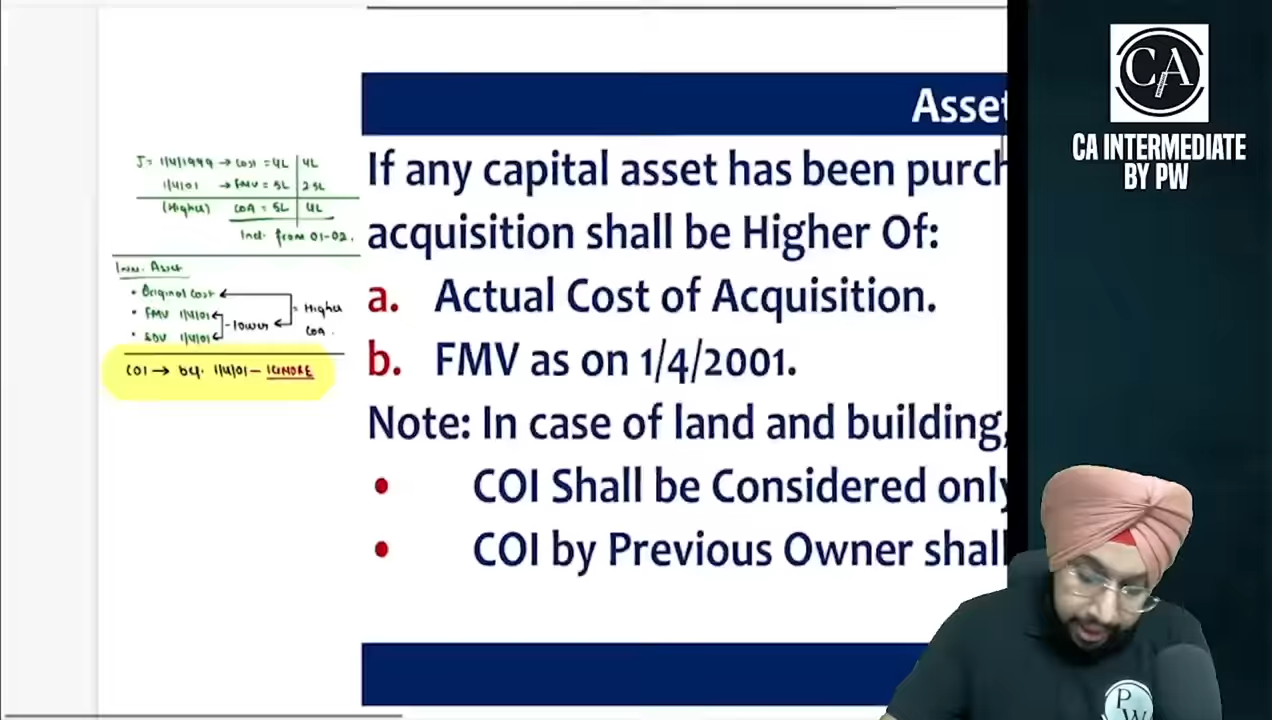 Asset
If any capital asset has been purch
acquisition shall be Higher Of:
a. Actual Cost of Acquisition.
b. FMV as on 1/4/2001.
Note: In case of land and building,
• COI Shall be Considered only
• COI by Previous Owner shall
J = 1/4/1999 → Cost = 4L | 4L
1/4/01 → FMV = 5L | 2.5L
(Higher) COA = 5L | 4L
Ind. from 01-02.
Imm. Asset
• Original Cost
• FMV 1/4/01
• SDV 1/4/01
- lower
= Higher
COA.
COI → bef. 1/4/01 - IGNORE
CA
CA INTERMEDIATE
BY PW
PW